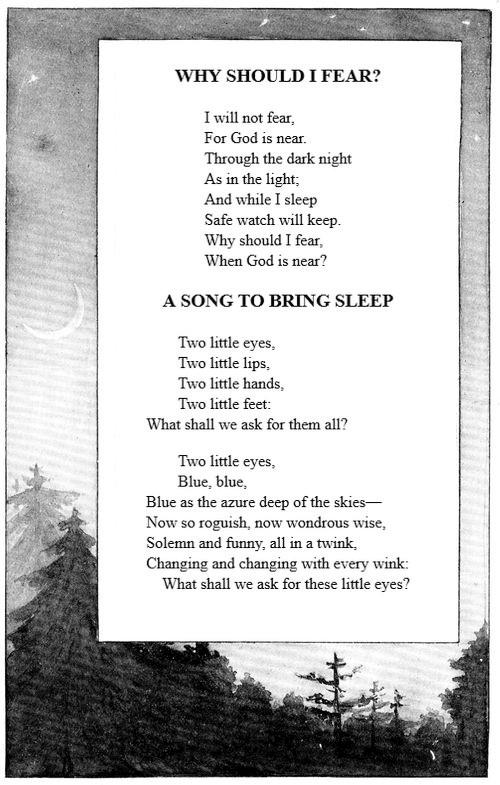 WHY SHOULD I FEAR?
I will not fear,
For God is near.
Through the dark night
As in the light;
And while I sleep
Safe watch will keep.
Why should I fear,
When God is near?
A SONG TO BRING SLEEP
Two little eyes,
Two little lips,
Two little hands,
Two little feet:
What shall we ask for them all?
Two little eyes,
Blue, blue,
Blue as the azure deep of the skies—
Now so roguish, now wondrous wise,
Solemn and funny, all in a twink,
Changing and changing with every wink:
What shall we ask for these little eyes?